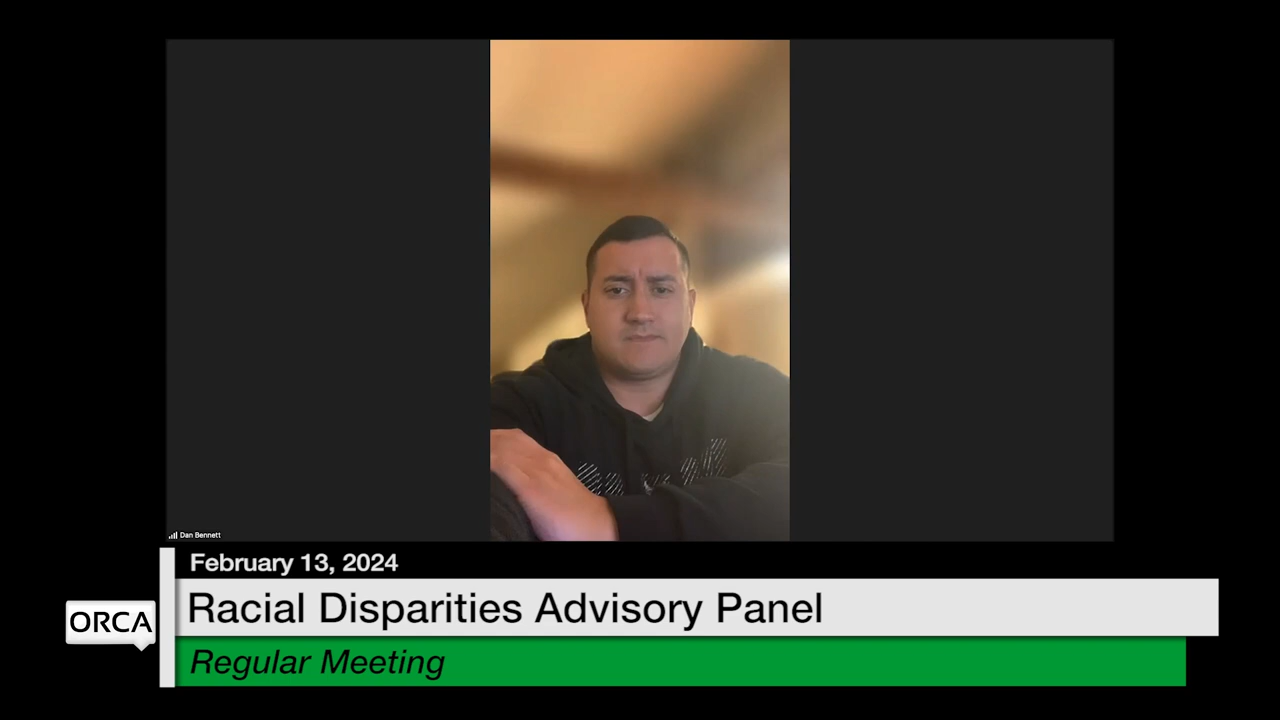 Dan Bennett
February 13, 2024
Racial Disparities Advisory Panel
ORCA
Regular Meeting